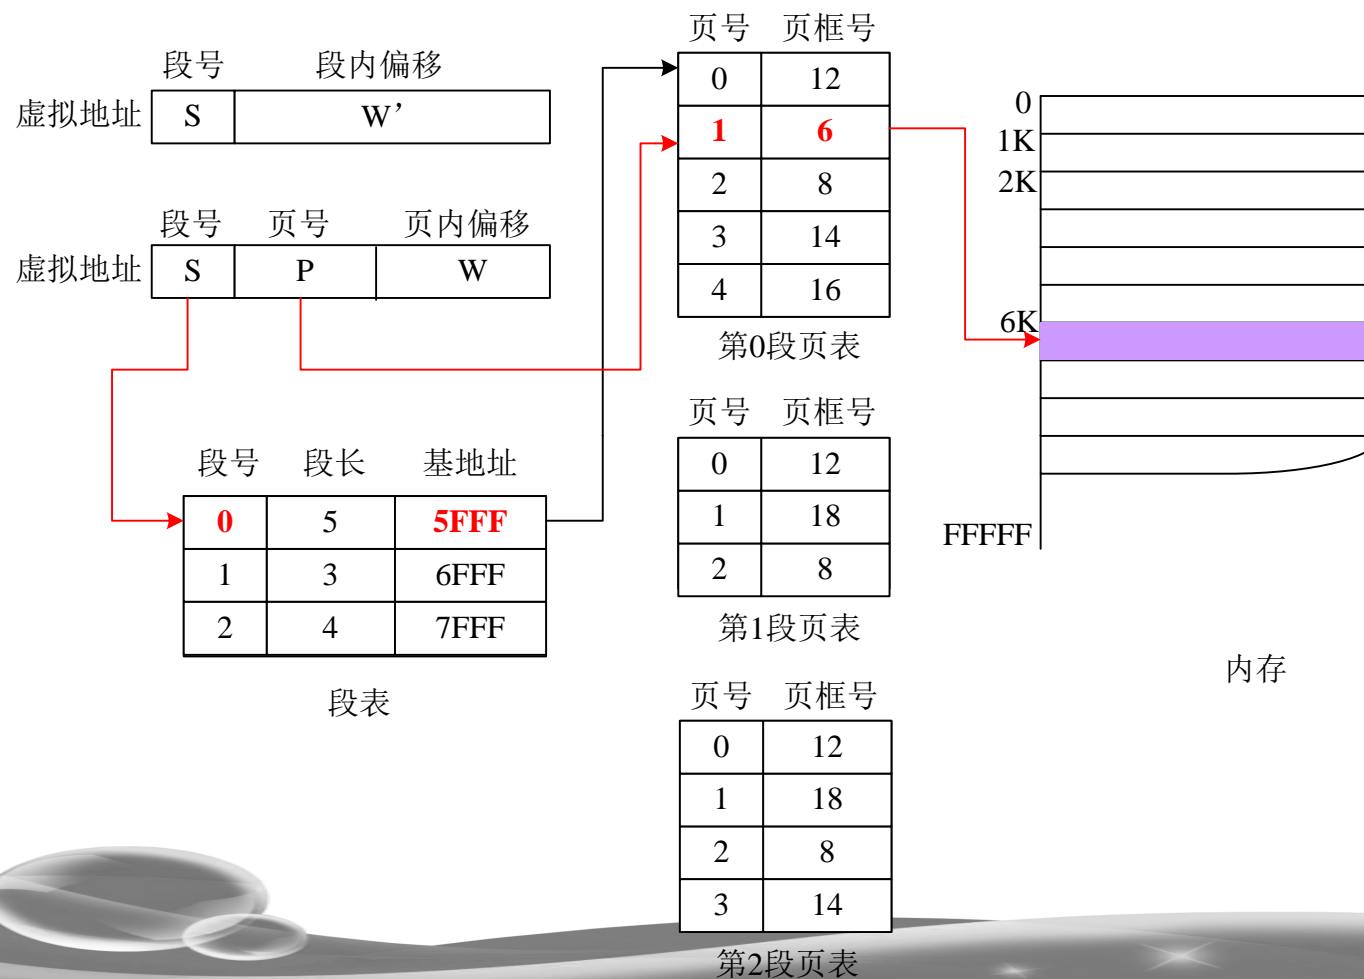 段号 段内偏移
虚拟地址 S W’
段号 页号 页内偏移
虚拟地址 S P W
段号 段长 基地址
0 5 5FFF
1 3 6FFF
2 4 7FFF
段表
页号 页框号
0 12
1 6
2 8
3 14
4 16
第0段页表
页号 页框号
0 12
1 18
2 8
第1段页表
页号 页框号
0 12
1 18
2 8
3 14
第2段页表
0
1K
2K
6K
FFFFF
内存